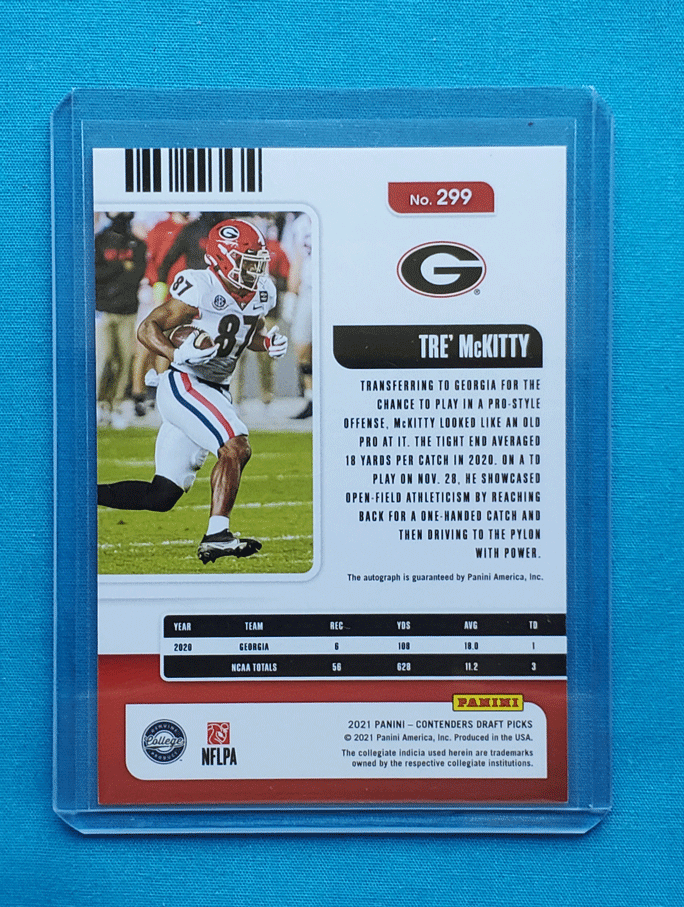 No. 299
G
®
TRE' McKITTY
TRANSFERRING TO GEORGIA FOR THE
CHANCE TO PLAY IN A PRO-STYLE
OFFENSE, McKITTY LOOKED LIKE AN OLD
PRO AT IT. THE TIGHT END AVERAGED
18 YARDS PER CATCH IN 2020. ON A TD
PLAY ON NOV. 28, HE SHOWCASED
OPEN-FIELD ATHLETICISM BY REACHING
BACK FOR A ONE-HANDED CATCH AND
THEN DRIVING TO THE PYLON
WITH POWER.
The autograph is guaranteed by Panini America, Inc.
G
87
87
YEAR TEAM REC YDS AVG TD
2020 GEORGIA 6 108 18.0 1
NCAA TOTALS 56 628 11.2 3
PANINI
GENUINE
College
PRODUCT
NFLPA
2021 PANINI – CONTENDERS DRAFT PICKS
© 2021 Panini America, Inc. Produced in the USA.
The collegiate indicia used herein are trademarks
owned by the respective collegiate institutions.